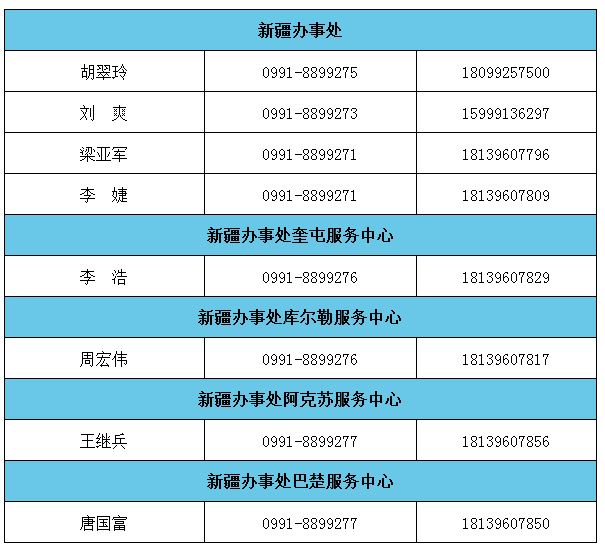 新疆办事处
胡翠玲 0991-8899275 18099257500
刘　爽 0991-8899273 15999136297
梁亚军 0991-8899271 18139607796
李　婕 0991-8899271 18139607809
新疆办事处奎屯服务中心
李　浩 0991-8899276 18139607829
新疆办事处库尔勒服务中心
周宏伟 0991-8899276 18139607817
新疆办事处阿克苏服务中心
王继兵 0991-8899277 18139607856
新疆办事处巴楚服务中心
唐国富 0991-8899277 18139607850